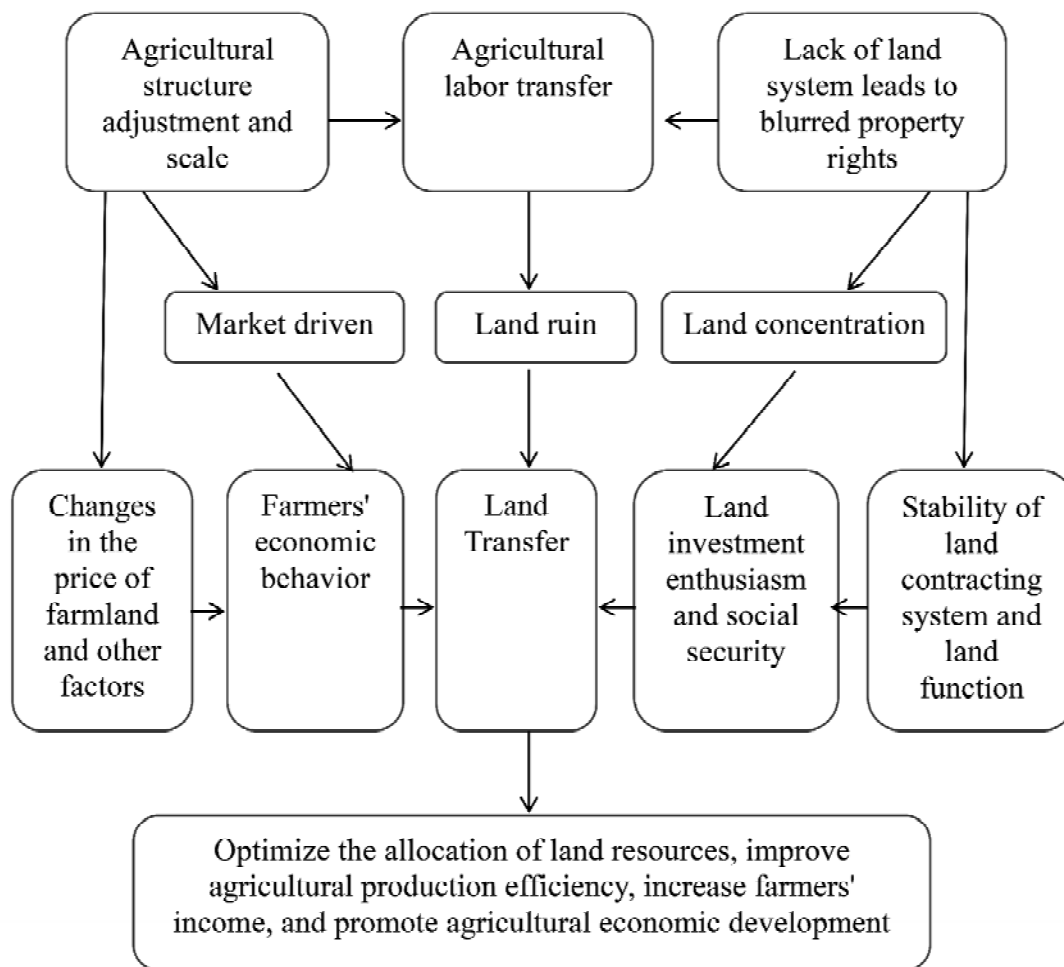 Agricultural
structure
adjustment and
scalc
Agricultural
labor transfer
Lack of land
system leads to
blurred property
rights
Market driven
Land ruin
Land concentration
Changes
in the
price of
farmland
and other
factors
Farmers'
economic
behavior
Land
Transfer
Land
investment
enthusiasm
and social
security
Stability of
land
contracting
system and
land
function
Optimize the allocation of land resources, improve
agricultural production efficiency, increase farmers'
income, and promote agricultural economic development